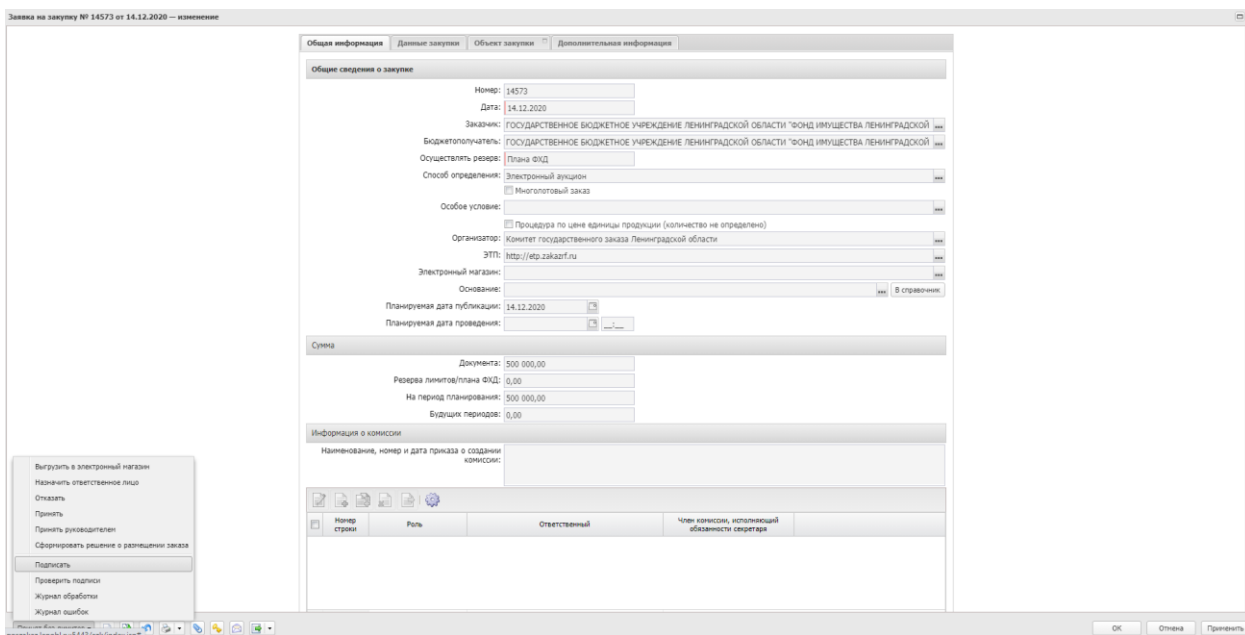 Заявка на закупку № 14573 от 14.12.2020 — изменение
Общая информация Данные закупки Объект закупки Дополнительная информация
Общие сведения о закупке
Номер: 14573
Дата: 14.12.2020
Заказчик: ГОСУДАРСТВЕННОЕ БЮДЖЕТНОЕ УЧРЕЖДЕНИЕ ЛЕНИНГРАДСКОЙ ОБЛАСТИ "ФОНД ИМУЩЕСТВА ЛЕНИНГРАДСКОЙ ...
Бюджетополучатель: ГОСУДАРСТВЕННОЕ БЮДЖЕТНОЕ УЧРЕЖДЕНИЕ ЛЕНИНГРАДСКОЙ ОБЛАСТИ "ФОНД ИМУЩЕСТВА ЛЕНИНГРАДСКОЙ ...
Осуществлять резерв: Плана ФХД
Способ определения: Электронный аукцион ...
Многолотовый заказ
Особое условие: ...
Процедура по цене единицы продукции (количество не определено)
Организатор: Комитет государственного заказа Ленинградской области ...
ЭТП: http://etp.zakazrf.ru ...
Электронный магазин: ...
Основание: ... В справочник
Планируемая дата публикации: 14.12.2020
Планируемая дата проведения: __:__
Сумма
Документа: 500 000,00
Резерва лимитов/плана ФХД: 0,00
На период планирования: 500 000,00
Будущих периодов: 0,00
Информация о комиссии
Наименование, номер и дата приказа о создании
комиссии:
Номер строки Роль Ответственный Член комиссии, исполняющий обязанности секретаря
Выгрузить в электронный магазин
Назначить ответственное лицо
Отказать
Принять
Принять руководителем
Сформировать решение о размещении заказа
Подписать
Проверить подписи
Журнал обработки
Журнал ошибок
ОК Отмена Применить